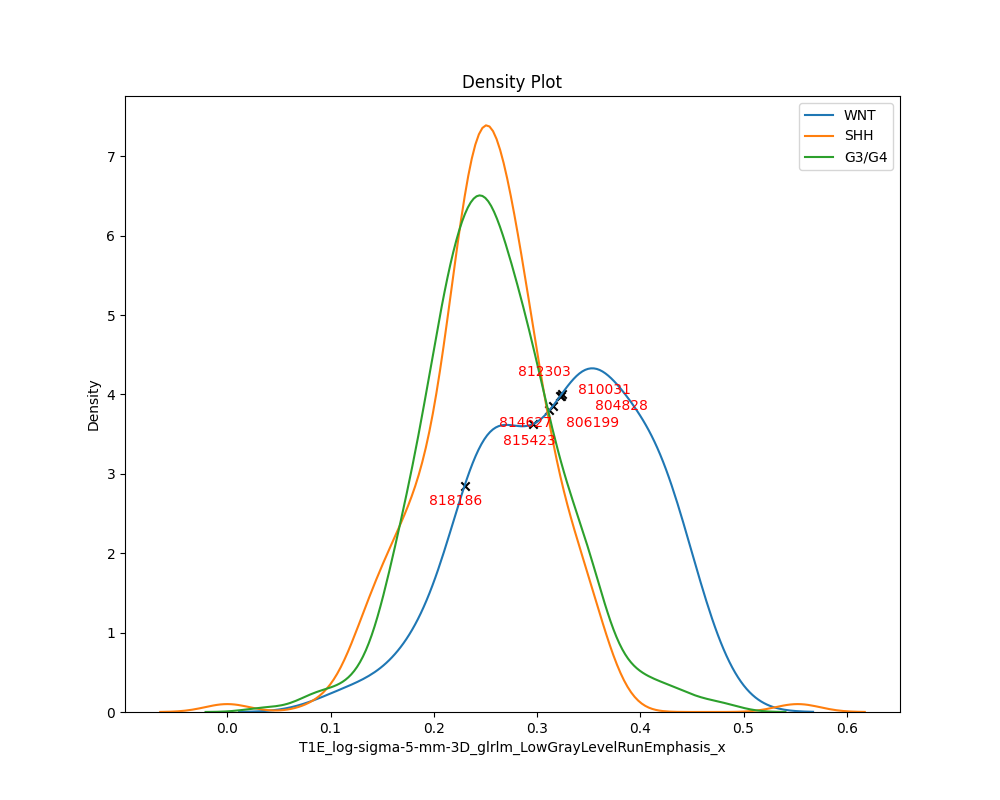 Density Plot
WNT
SHH
G3/G4
7
6
5
4
3
2
1
0
Density
812303
810031
804828
814627
806199
815423
818186
0.0 0.1 0.2 0.3 0.4 0.5 0.6
T1E_log-sigma-5-mm-3D_glrlm_LowGrayLevelRunEmphasis_x